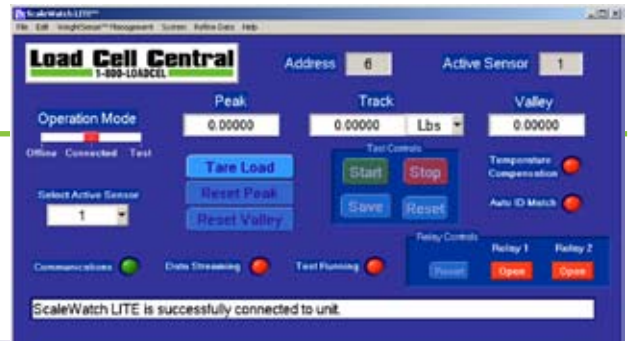 ScaleWatch LITE™
File Edit WeightSense™ Management System Refine Data Help
Load Cell Central
1-800-LOADCEL
Address 6 Active Sensor 1
Peak Track Valley
Operation Mode
0.00000 0.00000 Lbs 0.00000
Offline Connected Test
Test Controls
Tare Load
Start Stop
Temperature
Compensation
Select Active Sensor
Reset Peak
1
Save Reset
Auto ID Match
Reset Valley
Relay Controls
Relay 1 Relay 2
Communications Data Streaming Test Running
Reset Open Open
ScaleWatch LITE is successfully connected to unit.